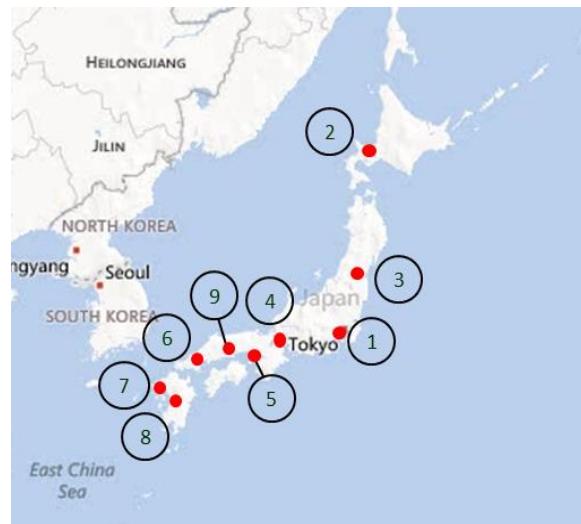 HEILONGJIANG
2
JILIN
NORTH KOREA
ngyang
Seoul
3
9
4
Japan
SOUTH KOREA
6
Tokyo
1
7
5
8
East China
Sea